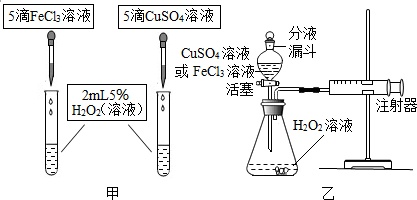 5滴FeCl3溶液
5滴CuSO4溶液
2mL5%
H2O2(溶液)
甲
CuSO4溶液
或FeCl3溶液
活塞
分液
漏斗
注射器
H2O2溶液
乙